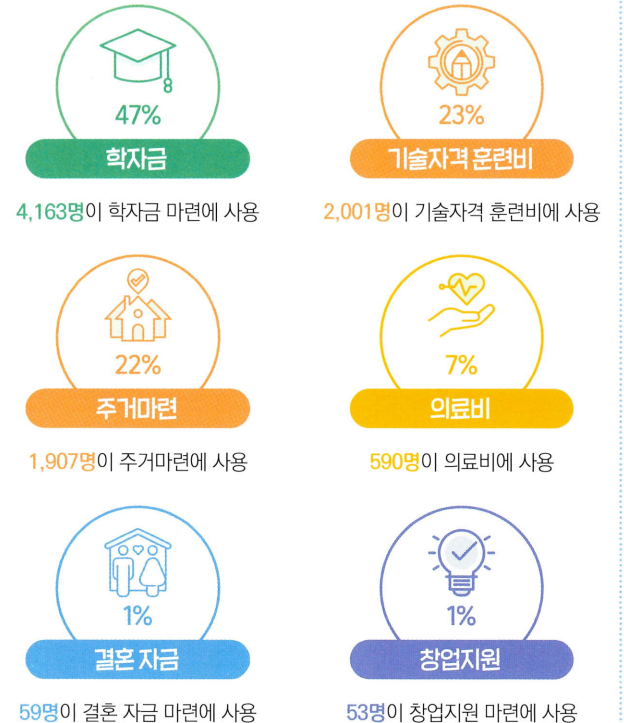 47%
학자금
4,163명이 학자금 마련에 사용
23%
기술자격 훈련비
2,001명이 기술자격 훈련비에 사용
22%
주거마련
1,907명이 주거마련에 사용
7%
의료비
590명이 의료비에 사용
1%
결혼 자금
59명이 결혼 자금 마련에 사용
1%
창업지원
53명이 창업지원 마련에 사용